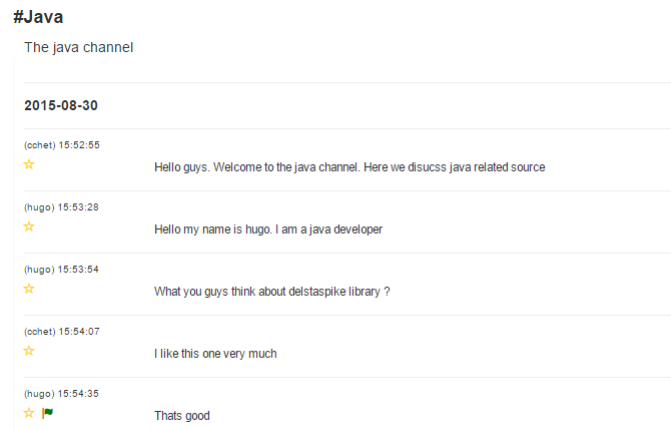 #Java
The java channel
2015-08-30
(cchet) 15:52:55
Hello guys. Welcome to the java channel. Here we disucss java related source
(hugo) 15:53:28
Hello my name is hugo. I am a java developer
(hugo) 15:53:54
What you guys think about delstaspike library ?
(cchet) 15:54:07
I like this one very much
(hugo) 15:54:35
Thats good